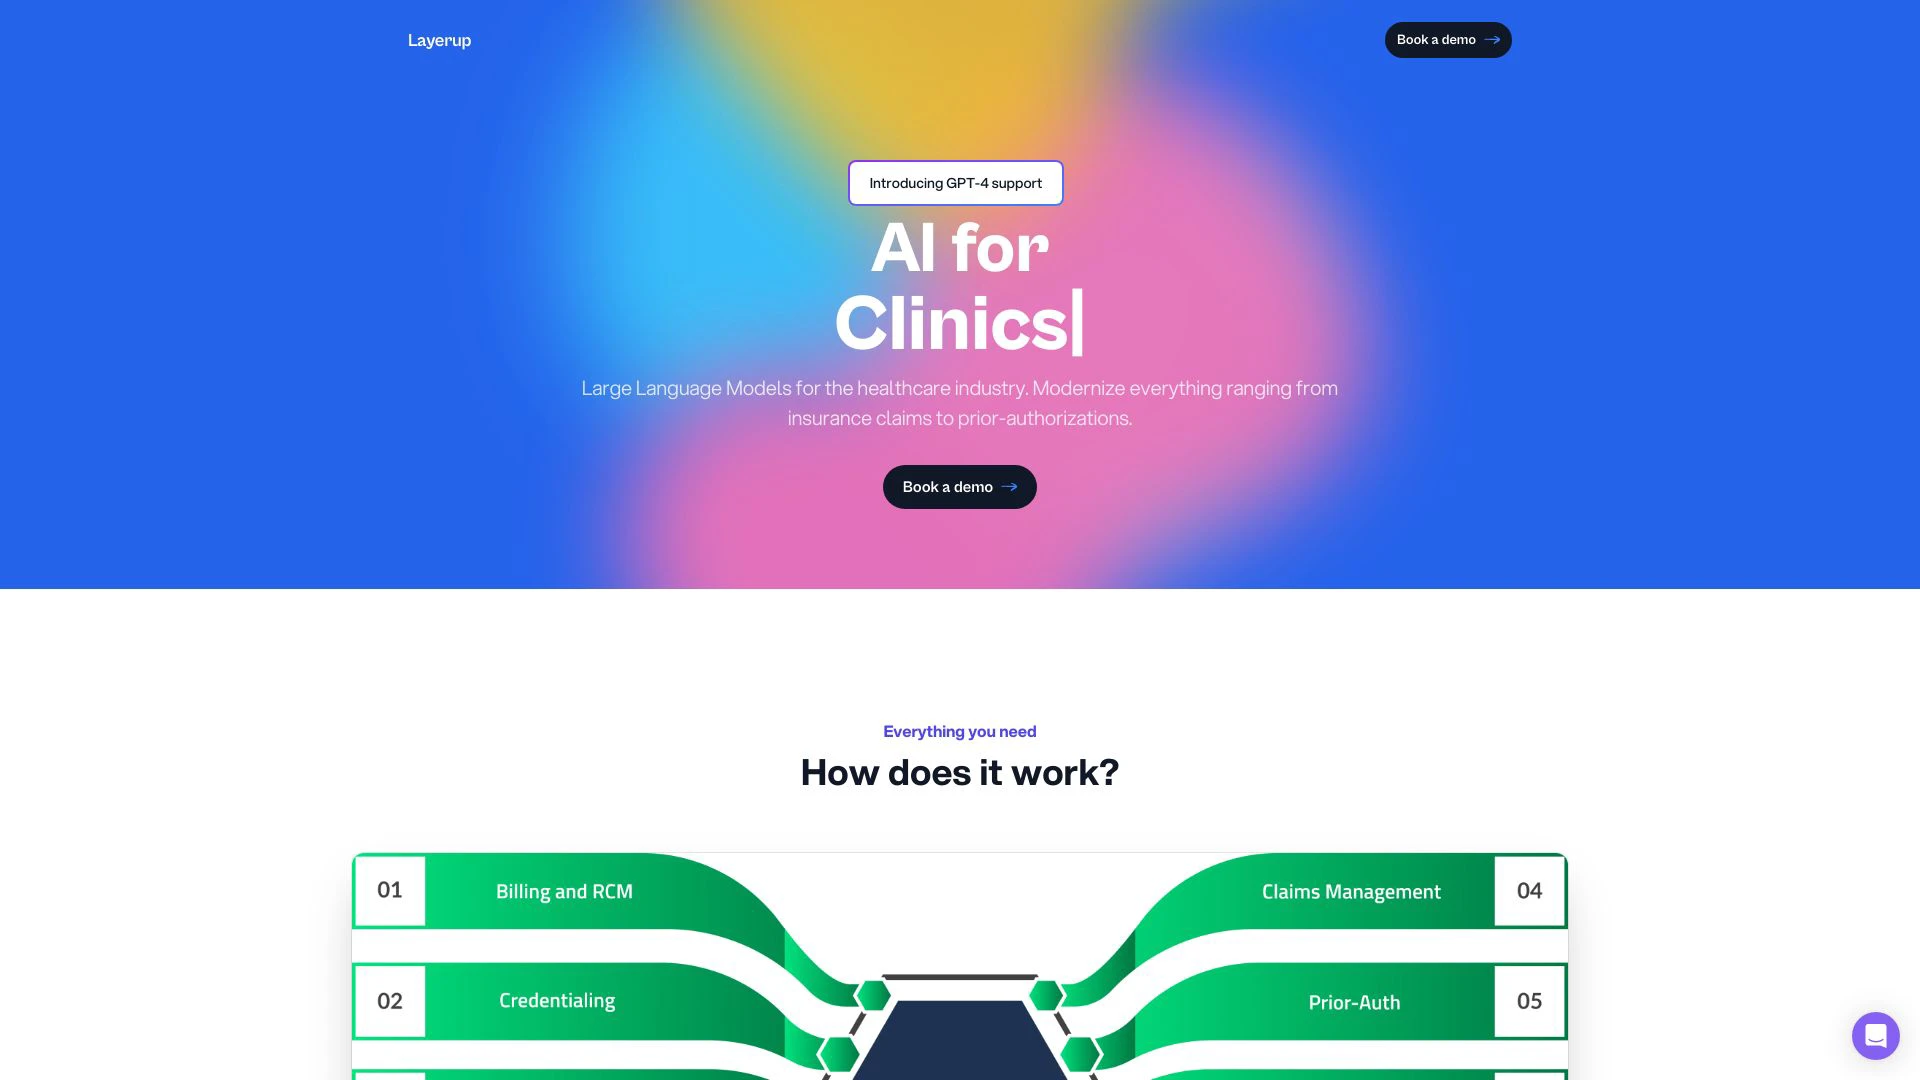 Layerup
Book a demo
Introducing GPT-4 support
AI for
Clinics
Large Language Models for the healthcare industry. Modernize everything ranging from
insurance claims to prior-authorizations.
Book a demo
Everything you need
How does it work?
01
Billing and RCM
Claims Management
04
02
Credentialing
Prior-Auth
05